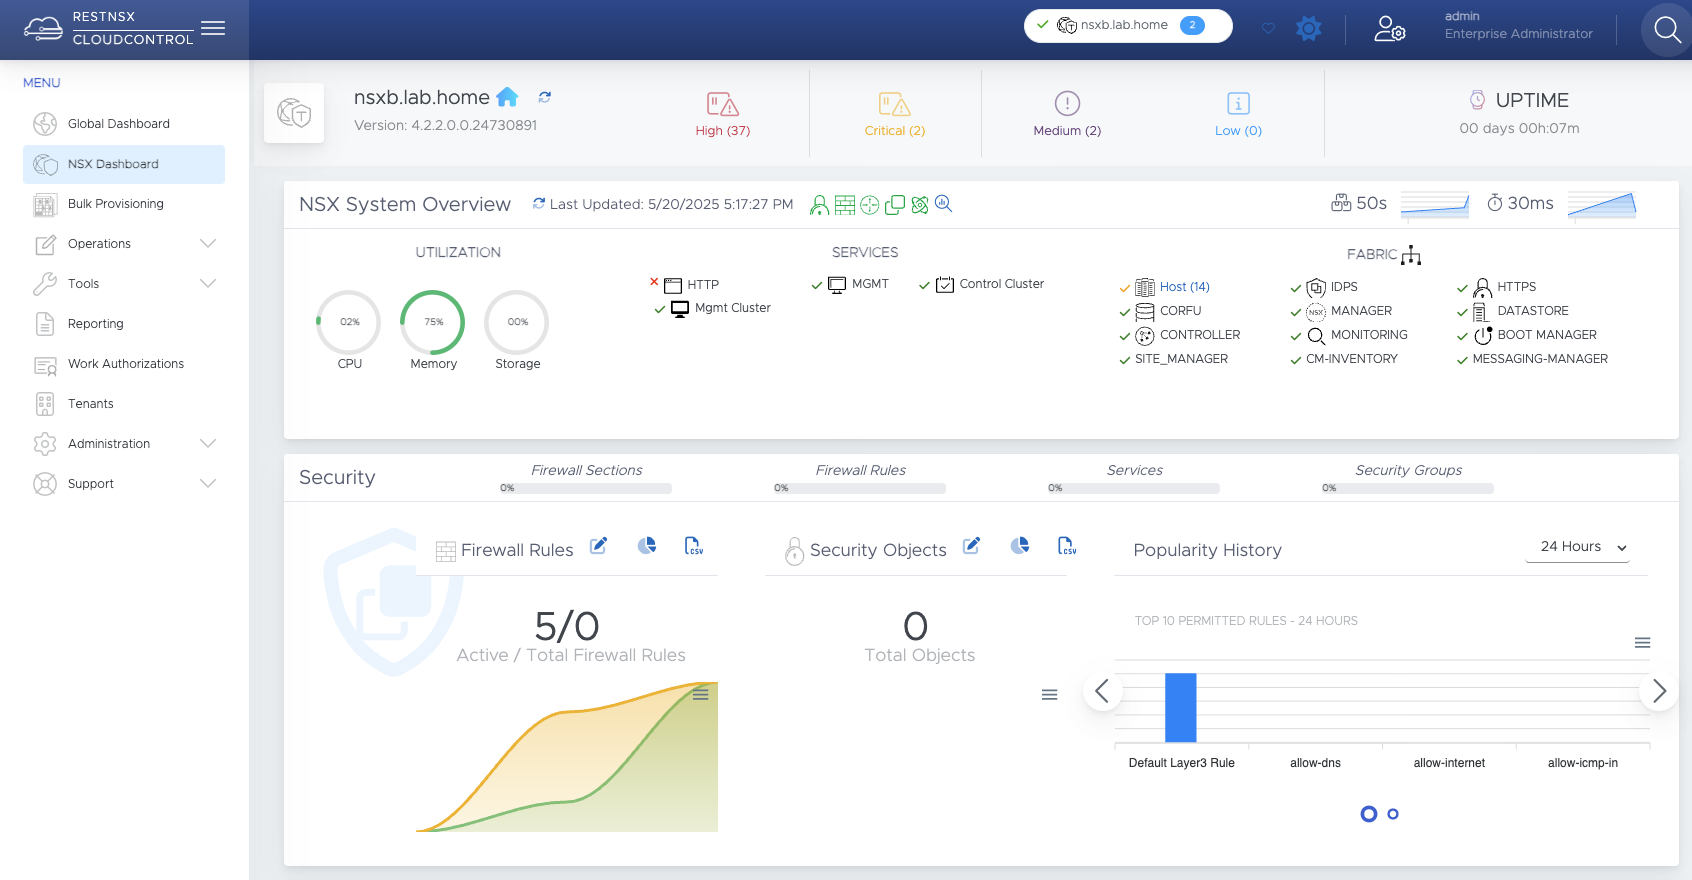 RESTNSX
CLOUDCONTROL
nsxb.lab.home 2
admin
Enterprise Administrator
MENU
Global Dashboard
NSX Dashboard
Bulk Provisioning
Operations
Tools
Reporting
Work Authorizations
Tenants
Administration
Support
nsxb.lab.home
Version: 4.2.2.0.0.24730891
High (37)
Critical (2)
Medium (2)
Low (0)
UPTIME
00 days 00h:07m
NSX System Overview
Last Updated: 5/20/2025 5:17:27 PM
50s
30ms
UTILIZATION
02%
75%
00%
CPU
Memory
Storage
SERVICES
HTTP
MGMT
Control Cluster
Mgmt Cluster
FABRIC
Host (14)
IDPS
HTTPS
CORFU
NSX MANAGER
DATASTORE
CONTROLLER
MONITORING
BOOT MANAGER
SITE_MANAGER
CM-INVENTORY
MESSAGING-MANAGER
Security
Firewall Sections
0%
Firewall Rules
0%
Services
0%
Security Groups
0%
Firewall Rules
CSV
5/0
Active / Total Firewall Rules
Security Objects
CSV
0
Total Objects
Popularity History
24 Hours
TOP 10 PERMITTED RULES - 24 HOURS
Default Layer3 Rule
allow-dns
allow-internet
allow-icmp-in